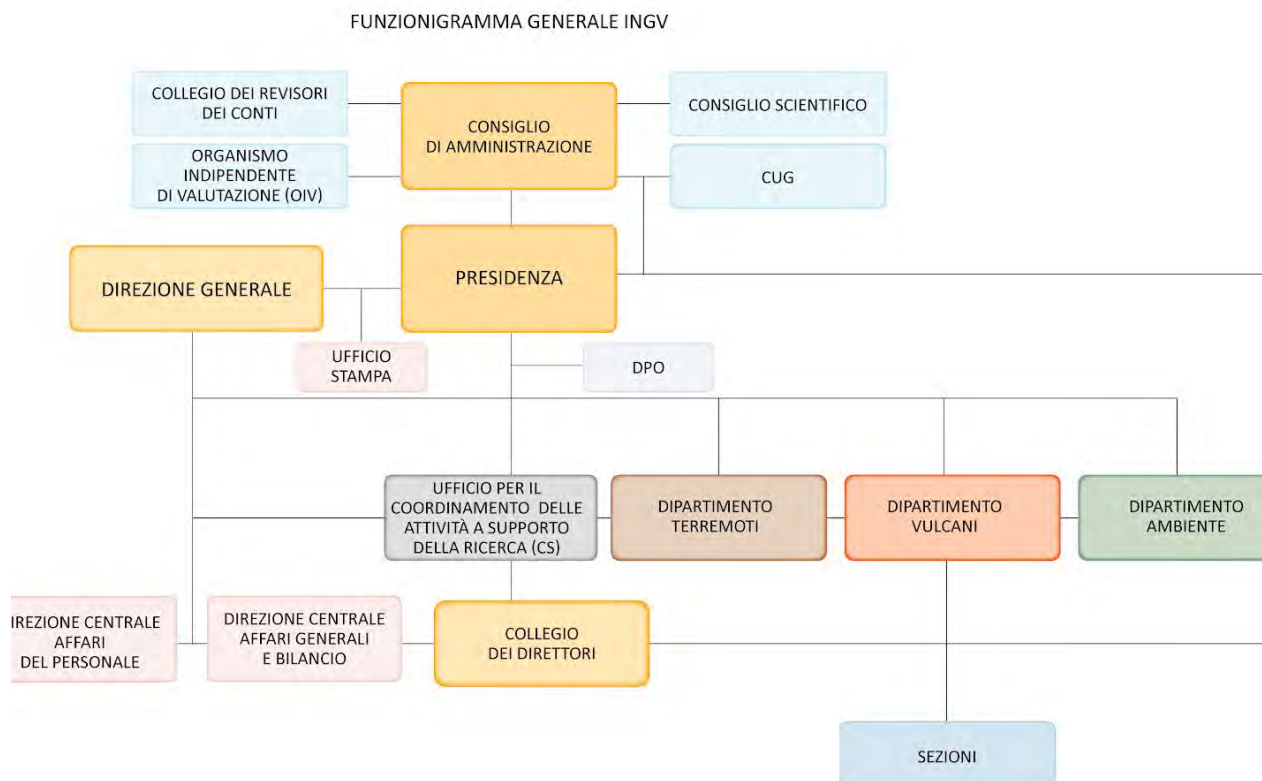 FUNZIONIGRAMMA GENERALE INGV
COLLEGIO DEI REVISORI
DEI CONTI
CONSIGLIO
DI AMMINISTRAZIONE
CONSIGLIO SCIENTIFICO
ORGANISMO
INDIPENDENTE
DI VALUTAZIONE (OIV)
CUG
DIREZIONE GENERALE
PRESIDENZA
UFFICIO
STAMPA
DPO
UFFICIO PER IL
COORDINAMENTO DELLE
ATTIVITÀ A SUPPORTO
DELLA RICERCA (CS)
DIPARTIMENTO
TERREMOTI
DIPARTIMENTO
VULCANI
DIPARTIMENTO
AMBIENTE
IREZIONE CENTRALE
AFFARI
DEL PERSONALE
DIREZIONE CENTRALE
AFFARI GENERALI
E BILANCIO
COLLEGIO
DEI DIRETTORI
SEZIONI